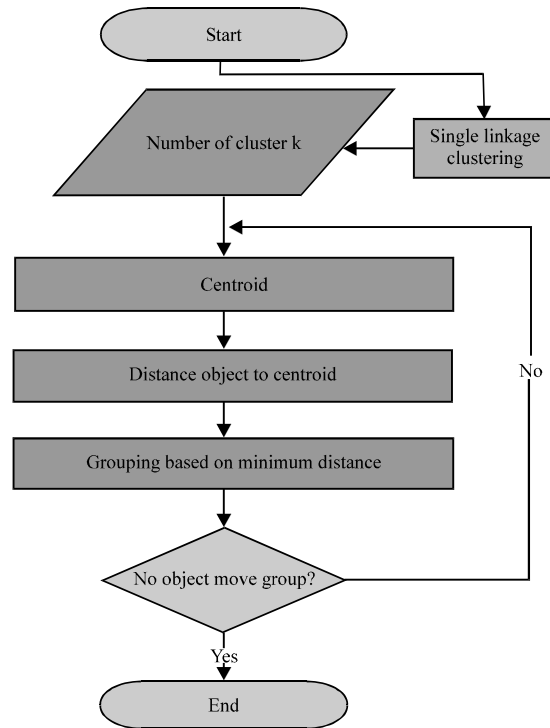 Start
Number of cluster k
Single linkage
clustering
Centroid
Distance object to centroid
No
Grouping based on minimum distance
No object move group?
Yes
End